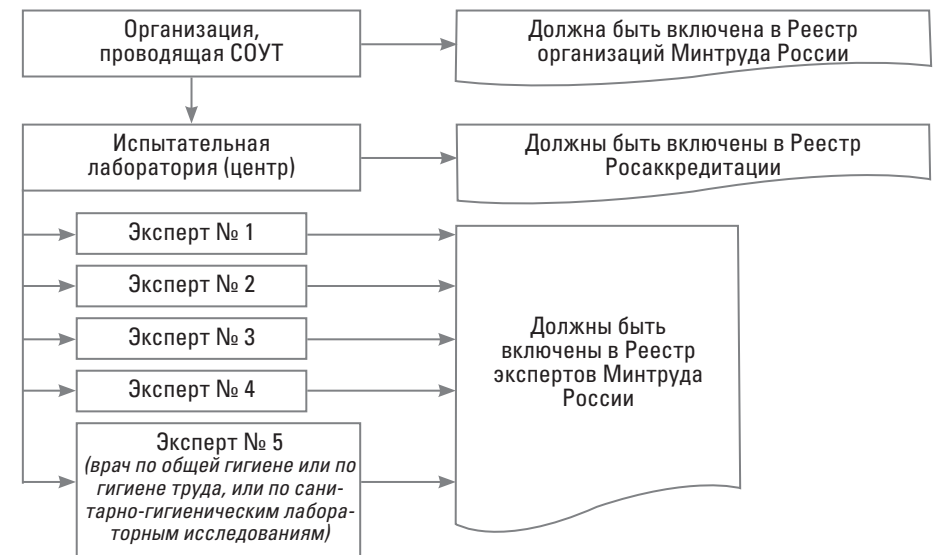 Организация,
проводящая СОУТ
Должна быть включена в Реестр
организаций Минтруда России
Испытательная
лаборатория (центр)
Должны быть включены в Реестр
Росаккредитации
Эксперт № 1
Эксперт № 2
Эксперт № 3
Эксперт № 4
Эксперт № 5
(врач по общей гигиене или по
гигиене труда, или по сани-
тарно-гигиеническим лабора-
торным исследованиям)
Должны быть
включены в Реестр
экспертов Минтруда
России